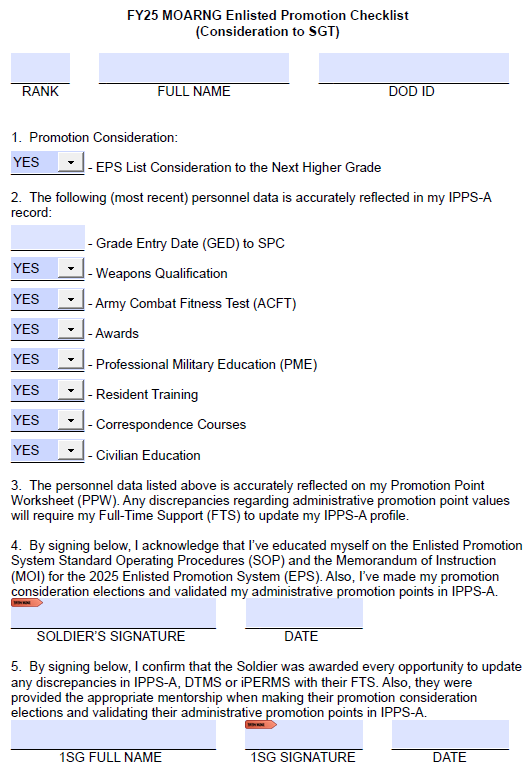 FY25 MOARNG Enlisted Promotion Checklist
(Consideration to SGT)
RANK FULL NAME DOD ID
1. Promotion Consideration:
YES - EPS List Consideration to the Next Higher Grade
2. The following (most recent) personnel data is accurately reflected in my IPPS-A
record:
- Grade Entry Date (GED) to SPC
YES - Weapons Qualification
YES - Army Combat Fitness Test (ACFT)
YES - Awards
YES - Professional Military Education (PME)
YES - Resident Training
YES - Correspondence Courses
YES - Civilian Education
3. The personnel data listed above is accurately reflected on my Promotion Point
Worksheet (PPW). Any discrepancies regarding administrative promotion point values
will require my Full-Time Support (FTS) to update my IPPS-A profile.
4. By signing below, I acknowledge that I've educated myself on the Enlisted Promotion
System Standard Operating Procedures (SOP) and the Memorandum of Instruction
(MOI) for the 2025 Enlisted Promotion System (EPS). Also, I've made my promotion
consideration elections and validated my administrative promotion points in IPPS-A.
SOLDIER'S SIGNATURE DATE
5. By signing below, I confirm that the Soldier was awarded every opportunity to update
any discrepancies in IPPS-A, DTMS or iPERMS with their FTS. Also, they were
provided the appropriate mentorship when making their promotion consideration
elections and validating their administrative promotion points in IPPS-A.
1SG FULL NAME 1SG SIGNATURE DATE